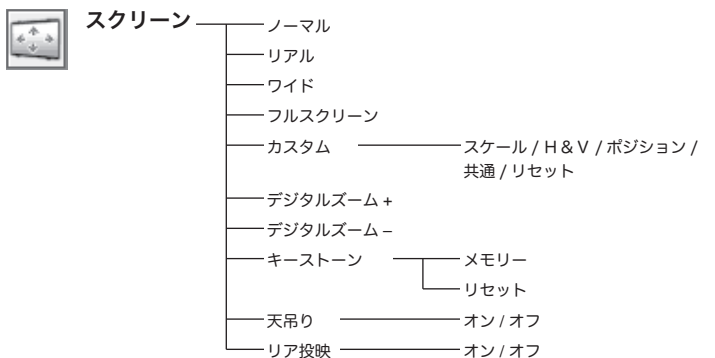 スクリーン
ノーマル
リアル
ワイド
フルスクリーン
カスタム スケール / H & V / ポジション /
共通 / リセット
デジタルズーム +
デジタルズーム –
キーストーン メモリー
リセット
天吊り オン / オフ
リア投映 オン / オフ